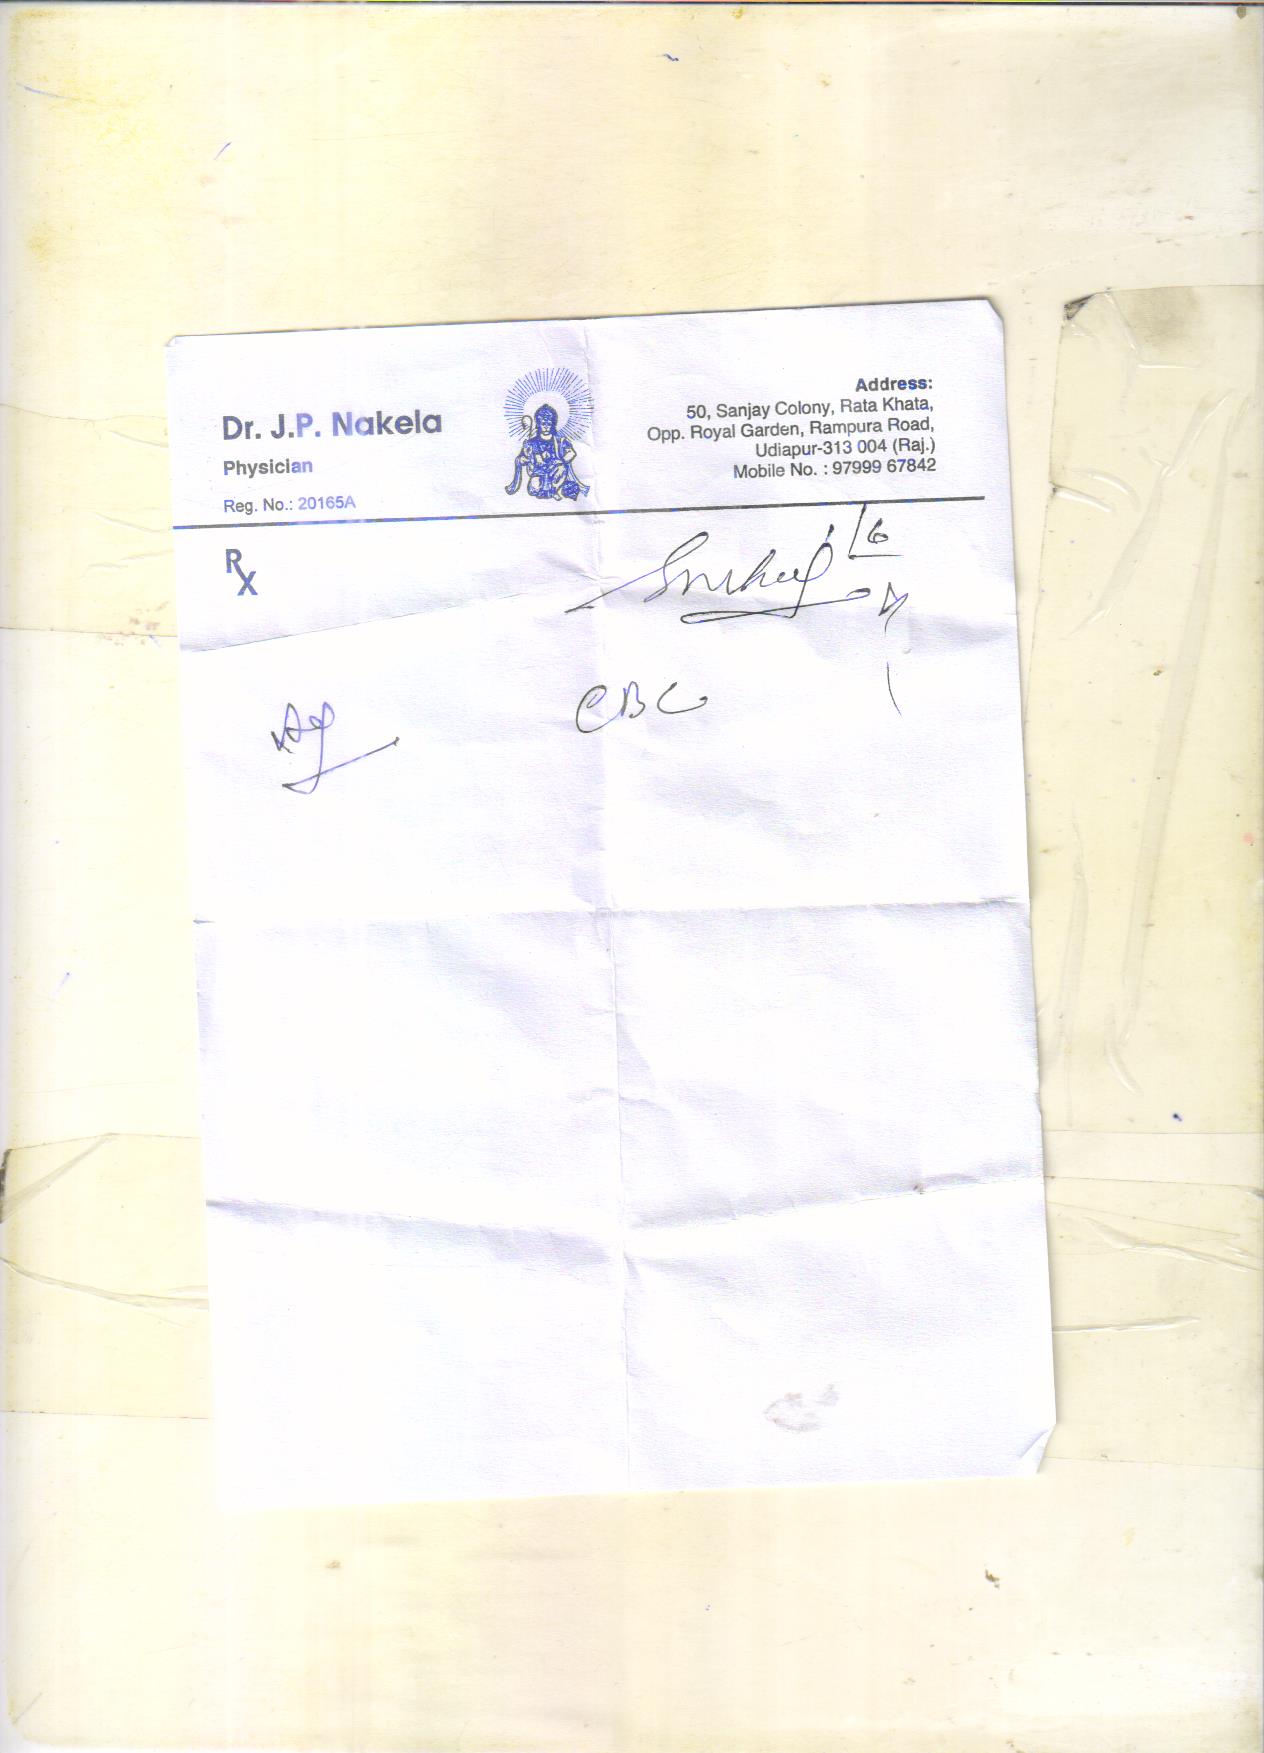 Dr. J.P. Nakela
Physician
Reg. No.: 20165A
Address:
50, Sanjay Colony, Rata Khata,
Opp. Royal Garden, Rampura Road,
Udiapur-313 004 (Raj.)
Mobile No. : 97999 67842
Rx
CBC